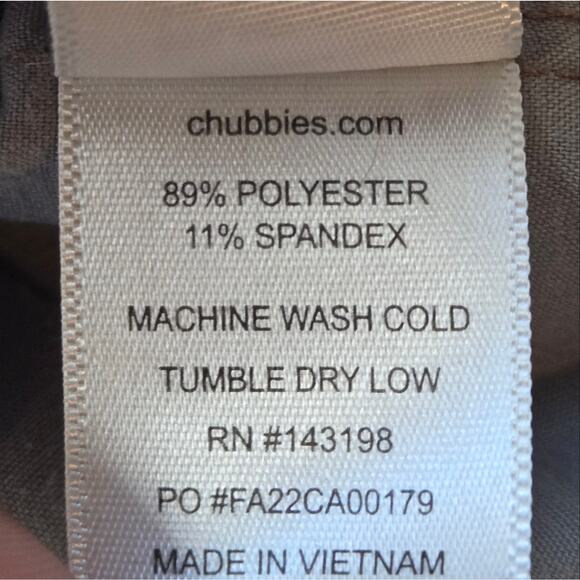 chubbies.com
89% POLYESTER
11% SPANDEX
MACHINE WASH COLD
TUMBLE DRY LOW
RN #143198
PO #FA22CA00179
MADE IN VIETNAM